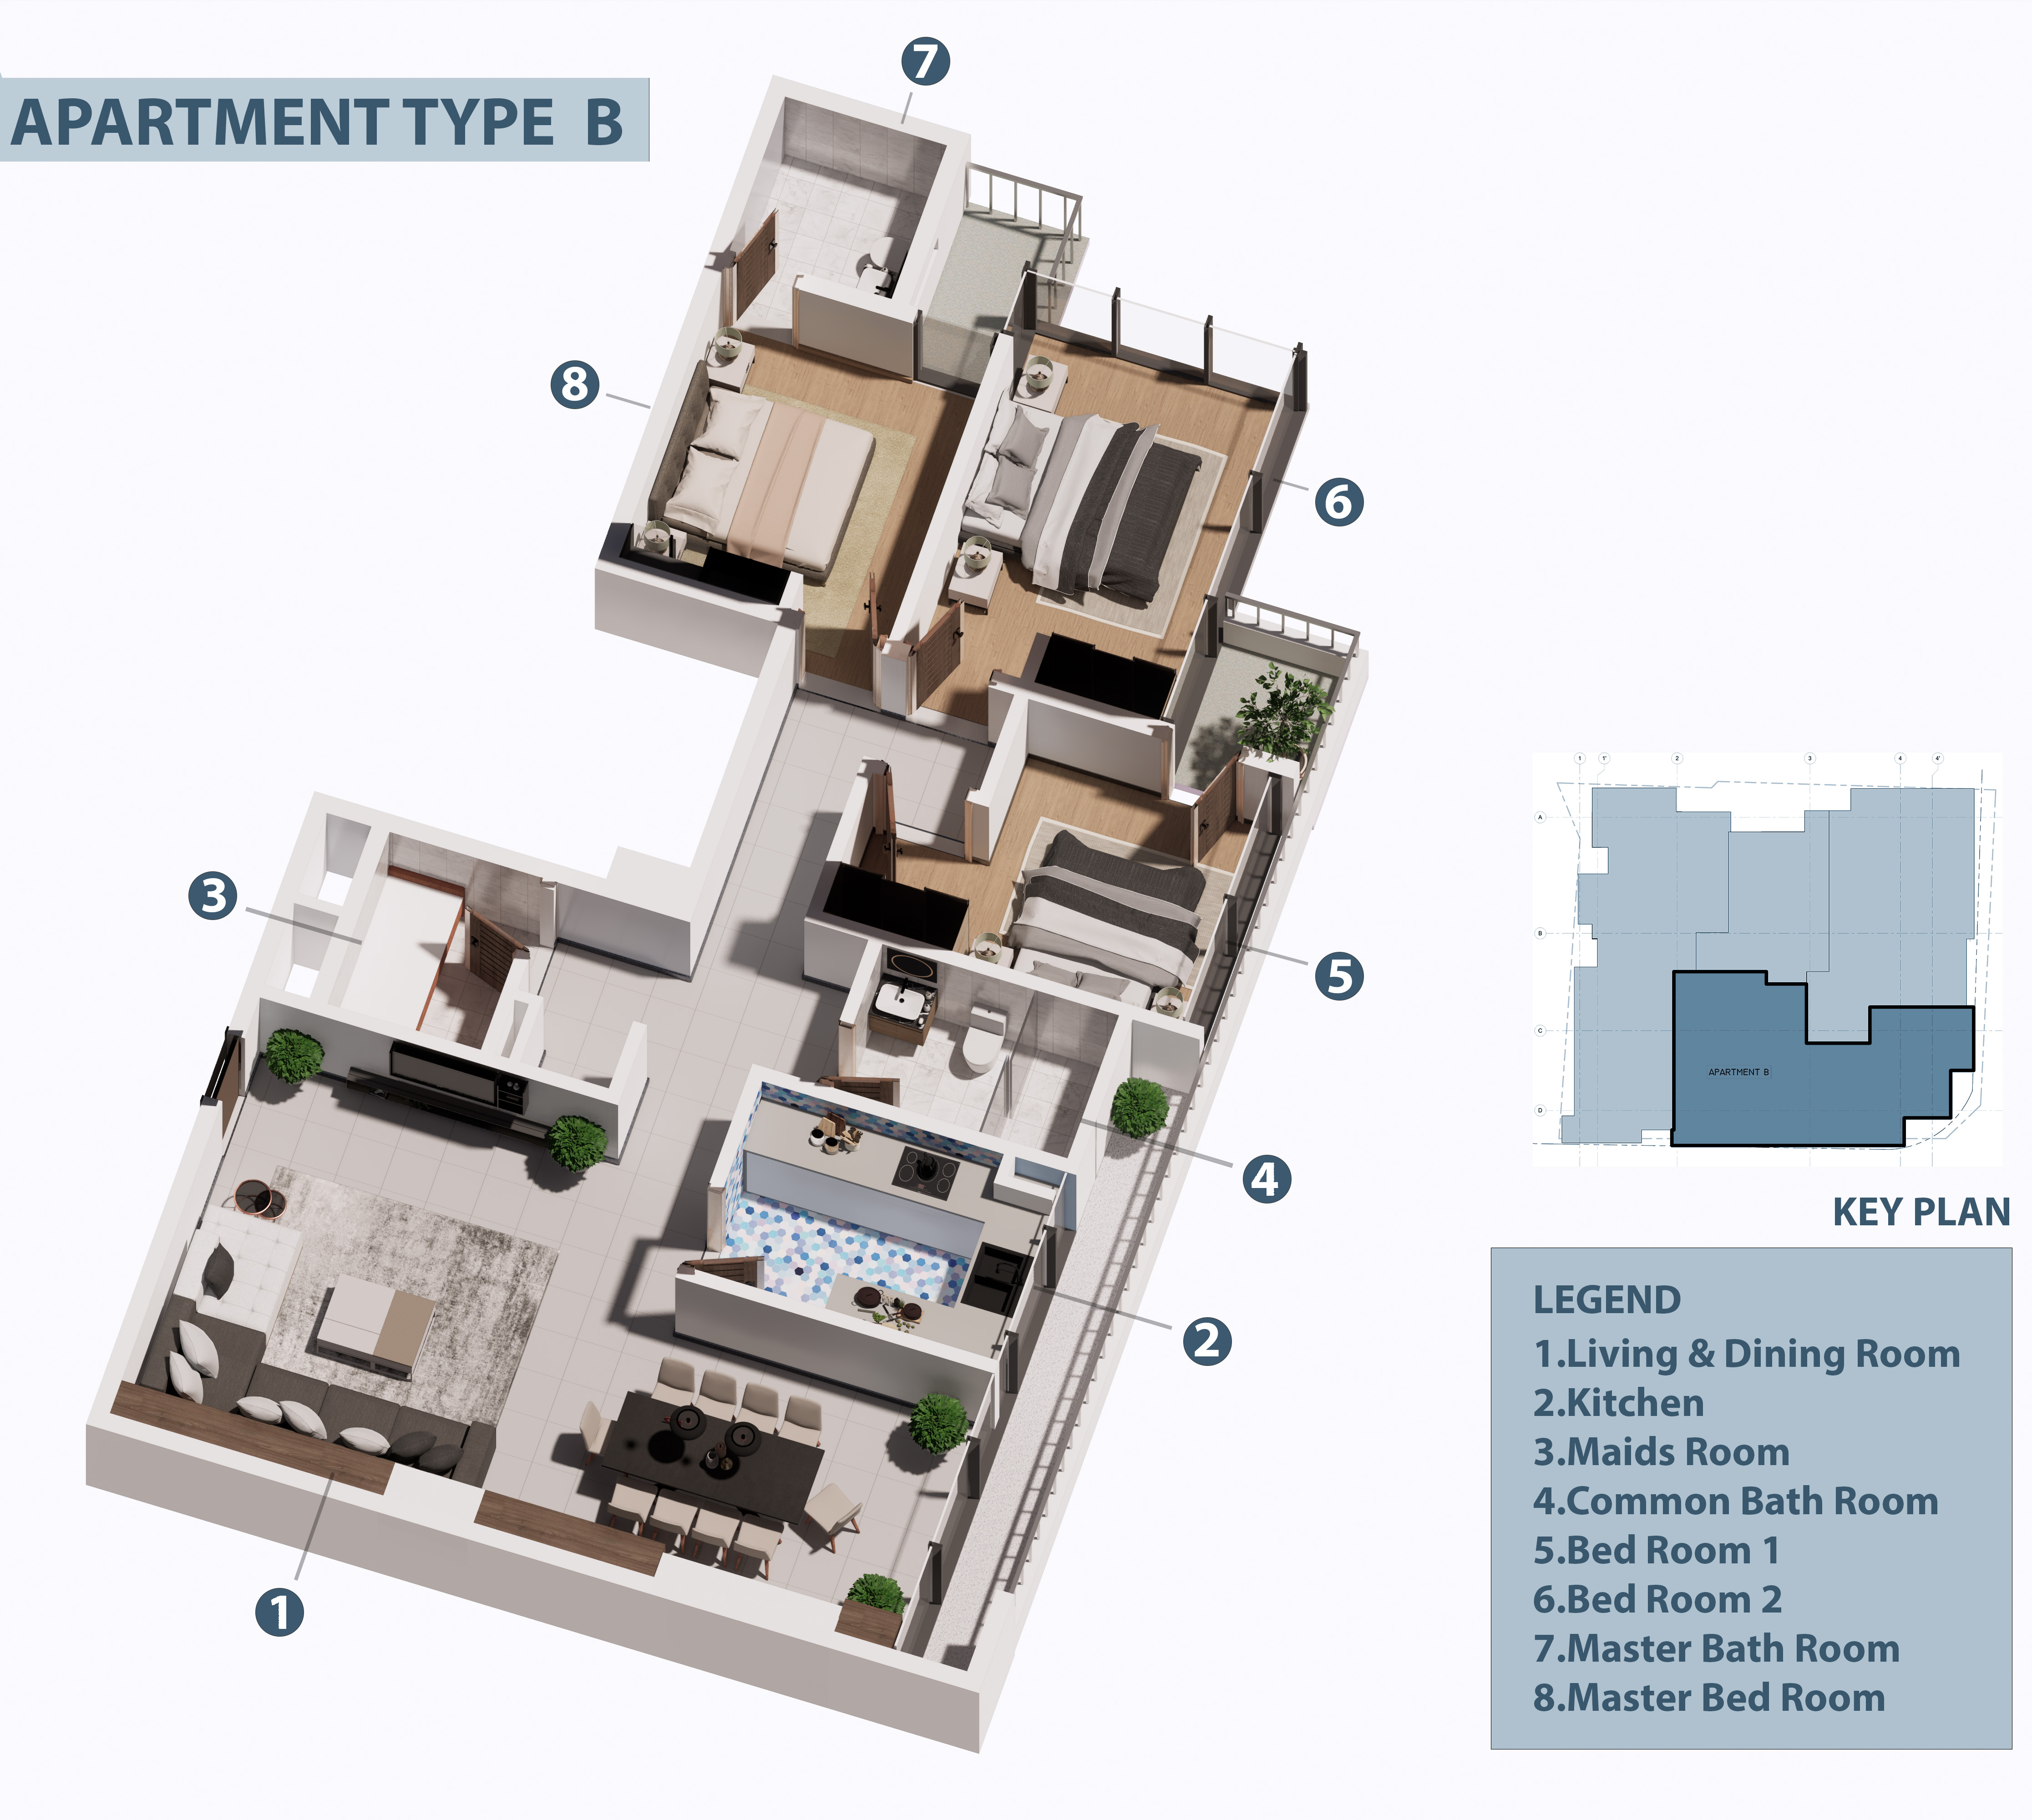 7
APARTMENT TYPE B
8
6
3
5
4
2
1
1 1' 2 3 4 4'
A
B
C
APARTMENT B
D
KEY PLAN
LEGEND
1.Living & Dining Room
2.Kitchen
3.Maids Room
4.Common Bath Room
5.Bed Room 1
6.Bed Room 2
7.Master Bath Room
8.Master Bed Room